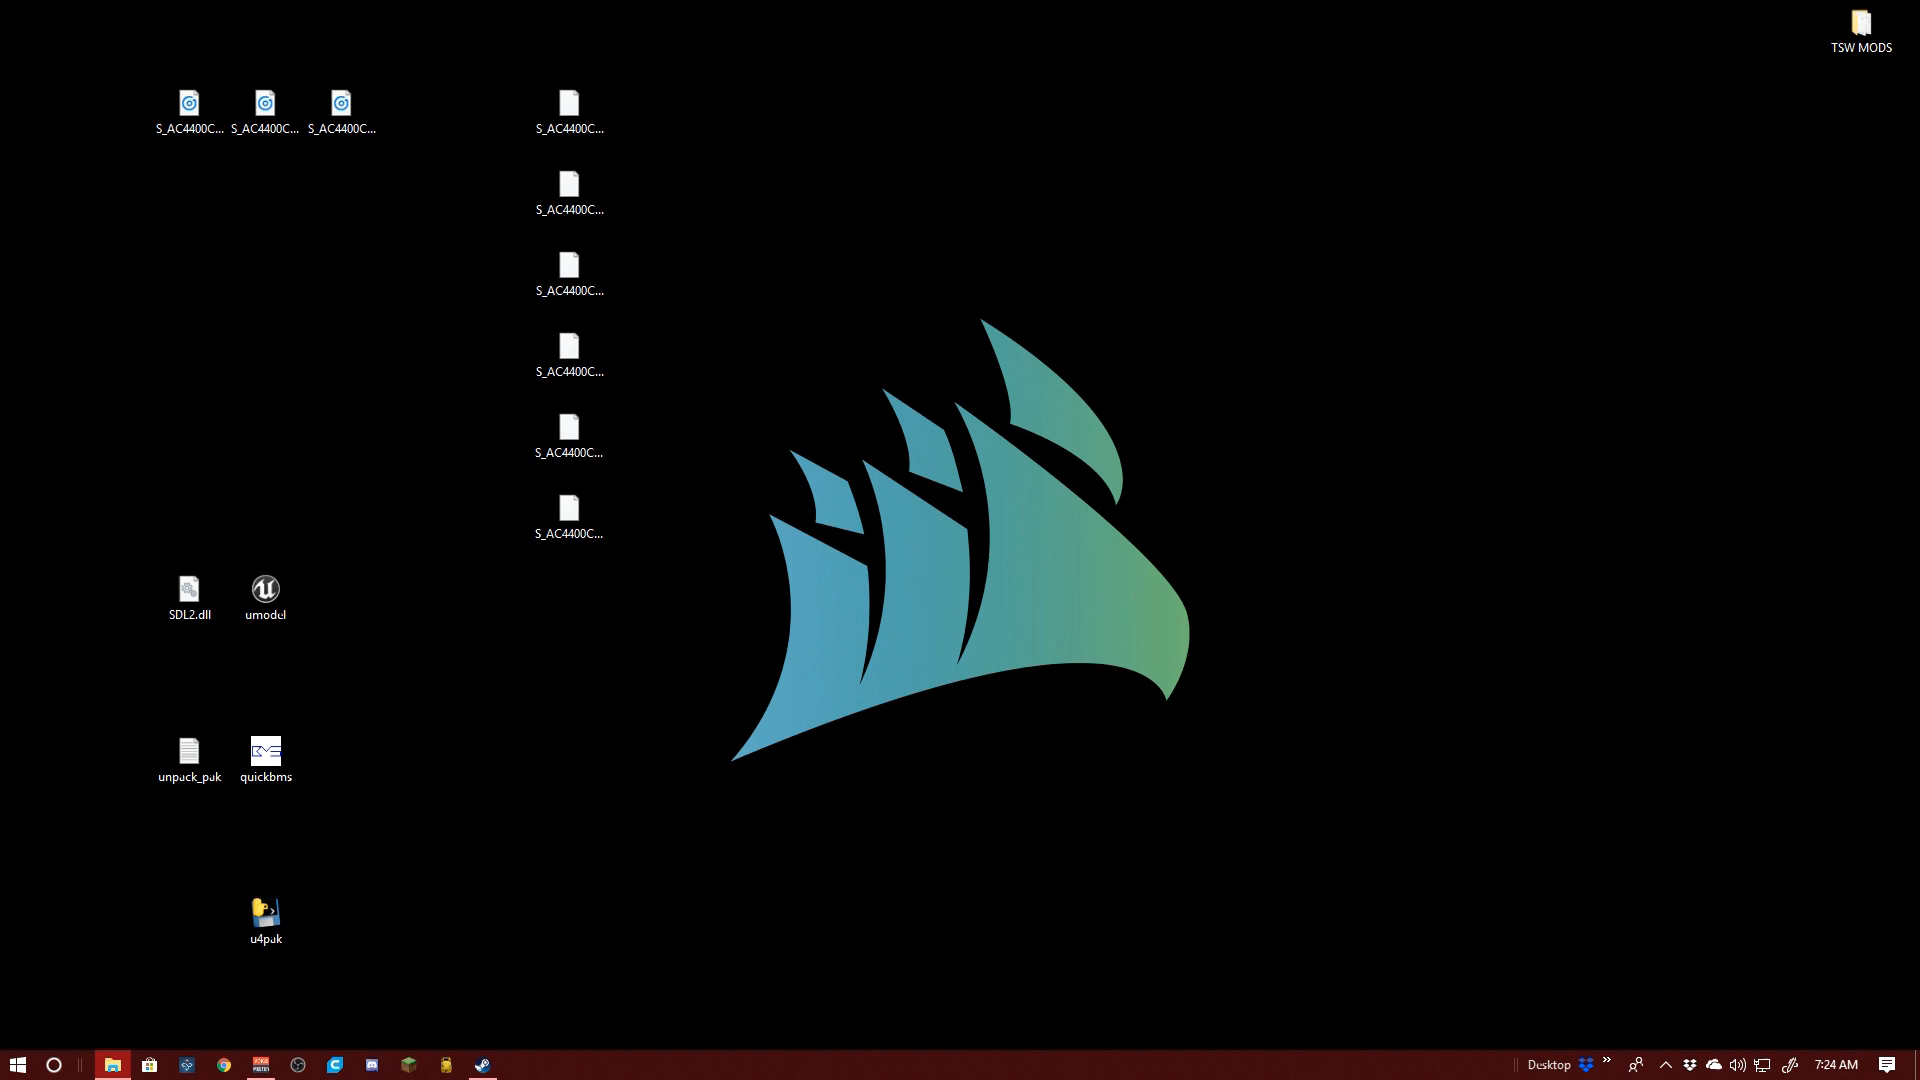 TSW MODS
S_AC4400C... S_AC4400C... S_AC4400C... S_AC4400C...
S_AC4400C...
S_AC4400C...
S_AC4400C...
S_AC4400C...
S_AC4400C...
SDL2.dll umodel
unpack_pak quickbms
u4pak
Desktop
7:24 AM